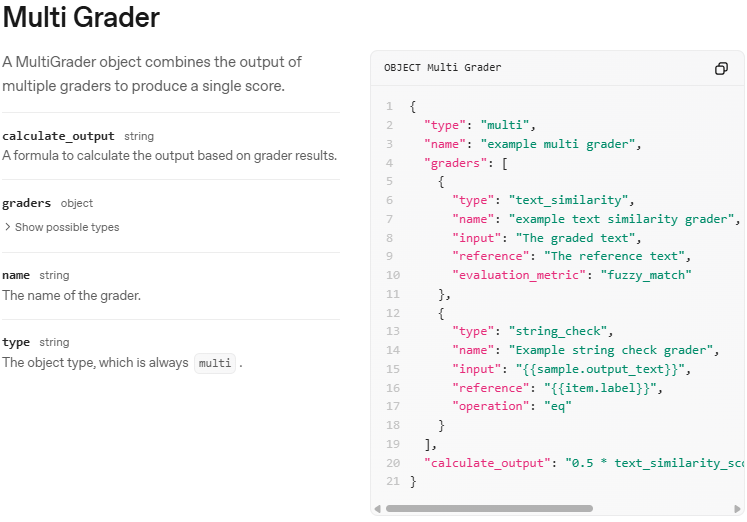 Multi Grader
A MultiGrader object combines the output of
multiple graders to produce a single score.
calculate_output string
A formula to calculate the output based on grader results.
graders object
Show possible types
name string
The name of the grader.
type string
The object type, which is always multi .
OBJECT Multi Grader
1 {
2 "type": "multi",
3 "name": "example multi grader",
4 "graders": [
5 {
6 "type": "text_similarity",
7 "name": "example text similarity grader",
8 "input": "The graded text",
9 "reference": "The reference text",
10 "evaluation_metric": "fuzzy_match"
11 },
12 {
13 "type": "string_check",
14 "name": "Example string check grader",
15 "input": "{{sample.output_text}}",
16 "reference": "{{item.label}}",
17 "operation": "eq"
18 }
19 ],
20 "calculate_output": "0.5 * text_similarity_sco
21 }